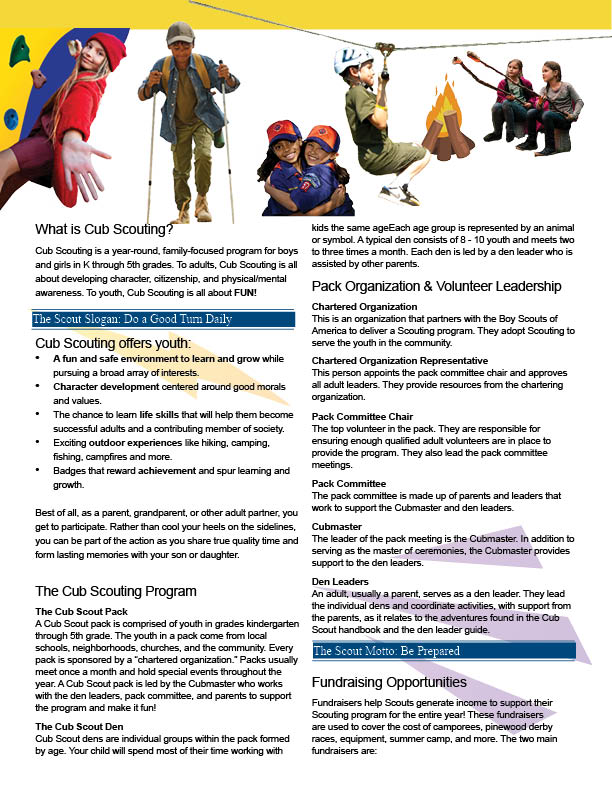 What is Cub Scouting?
Cub Scouting is a year-round, family-focused program for boys
and girls in K through 5th grades. To adults, Cub Scouting is all
about developing character, citizenship, and physical/mental
awareness. To youth, Cub Scouting is all about FUN!
The Scout Slogan: Do a Good Turn Daily
Cub Scouting offers youth:
• A fun and safe environment to learn and grow while
pursuing a broad array of interests.
• Character development centered around good morals
and values.
• The chance to learn life skills that will help them become
successful adults and a contributing member of society.
• Exciting outdoor experiences like hiking, camping,
fishing, campfires and more.
• Badges that reward achievement and spur learning and
growth.
Best of all, as a parent, grandparent, or other adult partner, you
get to participate. Rather than cool your heels on the sidelines,
you can be part of the action as you share true quality time and
form lasting memories with your son or daughter.
The Cub Scouting Program
The Cub Scout Pack
A Cub Scout pack is comprised of youth in grades kindergarten
through 5th grade. The youth in a pack come from local
schools, neighborhoods, churches, and the community. Every
pack is sponsored by a “chartered organization.” Packs usually
meet once a month and hold special events throughout the
year. A Cub Scout pack is led by the Cubmaster who works
with the den leaders, pack committee, and parents to support
the program and make it fun!
The Cub Scout Den
Cub Scout dens are individual groups within the pack formed
by age. Your child will spend most of their time working with
kids the same ageEach age group is represented by an animal
or symbol. A typical den consists of 8 - 10 youth and meets two
to three times a month. Each den is led by a den leader who is
assisted by other parents.
Pack Organization & Volunteer Leadership
Chartered Organization
This is an organization that partners with the Boy Scouts of
America to deliver a Scouting program. They adopt Scouting to
serve the youth in the community.
Chartered Organization Representative
This person appoints the pack committee chair and approves
all adult leaders. They provide resources from the chartering
organization.
Pack Committee Chair
The top volunteer in the pack. They are responsible for
ensuring enough qualified adult volunteers are in place to
provide the program. They also lead the pack committee
meetings.
Pack Committee
The pack committee is made up of parents and leaders that
work to support the Cubmaster and den leaders.
Cubmaster
The leader of the pack meeting is the Cubmaster. In addition to
serving as the master of ceremonies, the Cubmaster provides
support to the den leaders.
Den Leaders
An adult, usually a parent, serves as a den leader. They lead
the individual dens and coordinate activities, with support from
the parents, as it relates to the adventures found in the Cub
Scout handbook and the den leader guide.
The Scout Motto: Be Prepared
Fundraising Opportunities
Fundraisers help Scouts generate income to support their
Scouting program for the entire year! These fundraisers
are used to cover the cost of camporees, pinewood derby
races, equipment, summer camp, and more. The two main
fundraisers are: